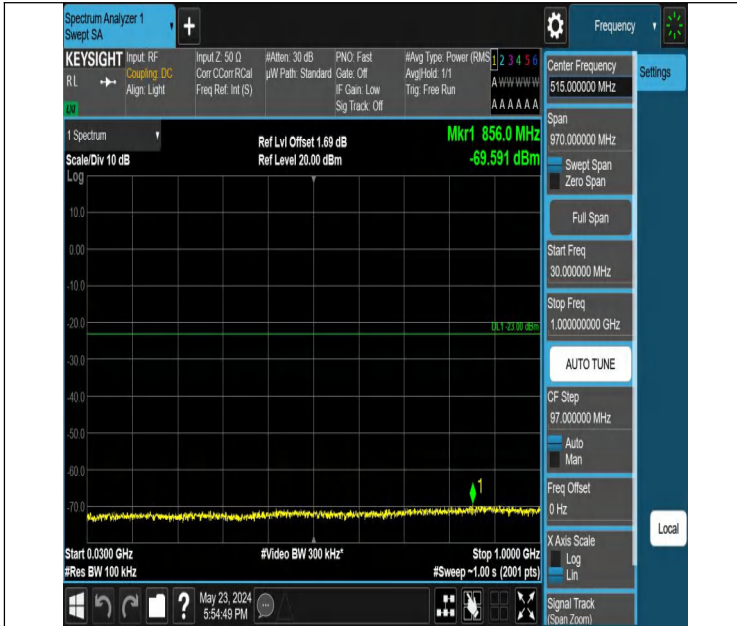 Spectrum Analyzer 1
Swept SA
+
Frequency
KEYSIGHT
RL
Input: RF
Coupling: DC
Align: Light
Input Z: 50 Ω
Corr CCorr RCal
Freq Ref: Int (S)
#Atten: 30 dB
µW Path: Standard
PNO: Fast
Gate: Off
IF Gain: Low
Sig Track: Off
#Avg Type: Power (RMS
Avg|Hold: 1/1
Trig: Free Run
1 2 3 4 5 6
A W W W W W
A A A A A A
1 Spectrum
Scale/Div 10 dB
Log
Ref Lvl Offset 1.69 dB
Ref Level 20.00 dBm
Mkr1 856.0 MHz
-69.591 dBm
10.0
0.00
-10.0
-20.0
DL1 -23.00 dBm
-30.0
-40.0
-50.0
-60.0
1
-70.0
Start 0.0300 GHz
#Res BW 100 kHz
#Video BW 300 kHz*
Stop 1.0000 GHz
#Sweep ~1.00 s (2001 pts)
Center Frequency
515.000000 MHz
Settings
Span
970.000000 MHz
Swept Span
Zero Span
Full Span
Start Freq
30.000000 MHz
Stop Freq
1.000000000 GHz
AUTO TUNE
CF Step
97.000000 MHz
Auto
Man
Freq Offset
0 Hz
Local
X Axis Scale
Log
Lin
Signal Track
(Span Zoom)
?
May 23, 2024
5:54:49 PM